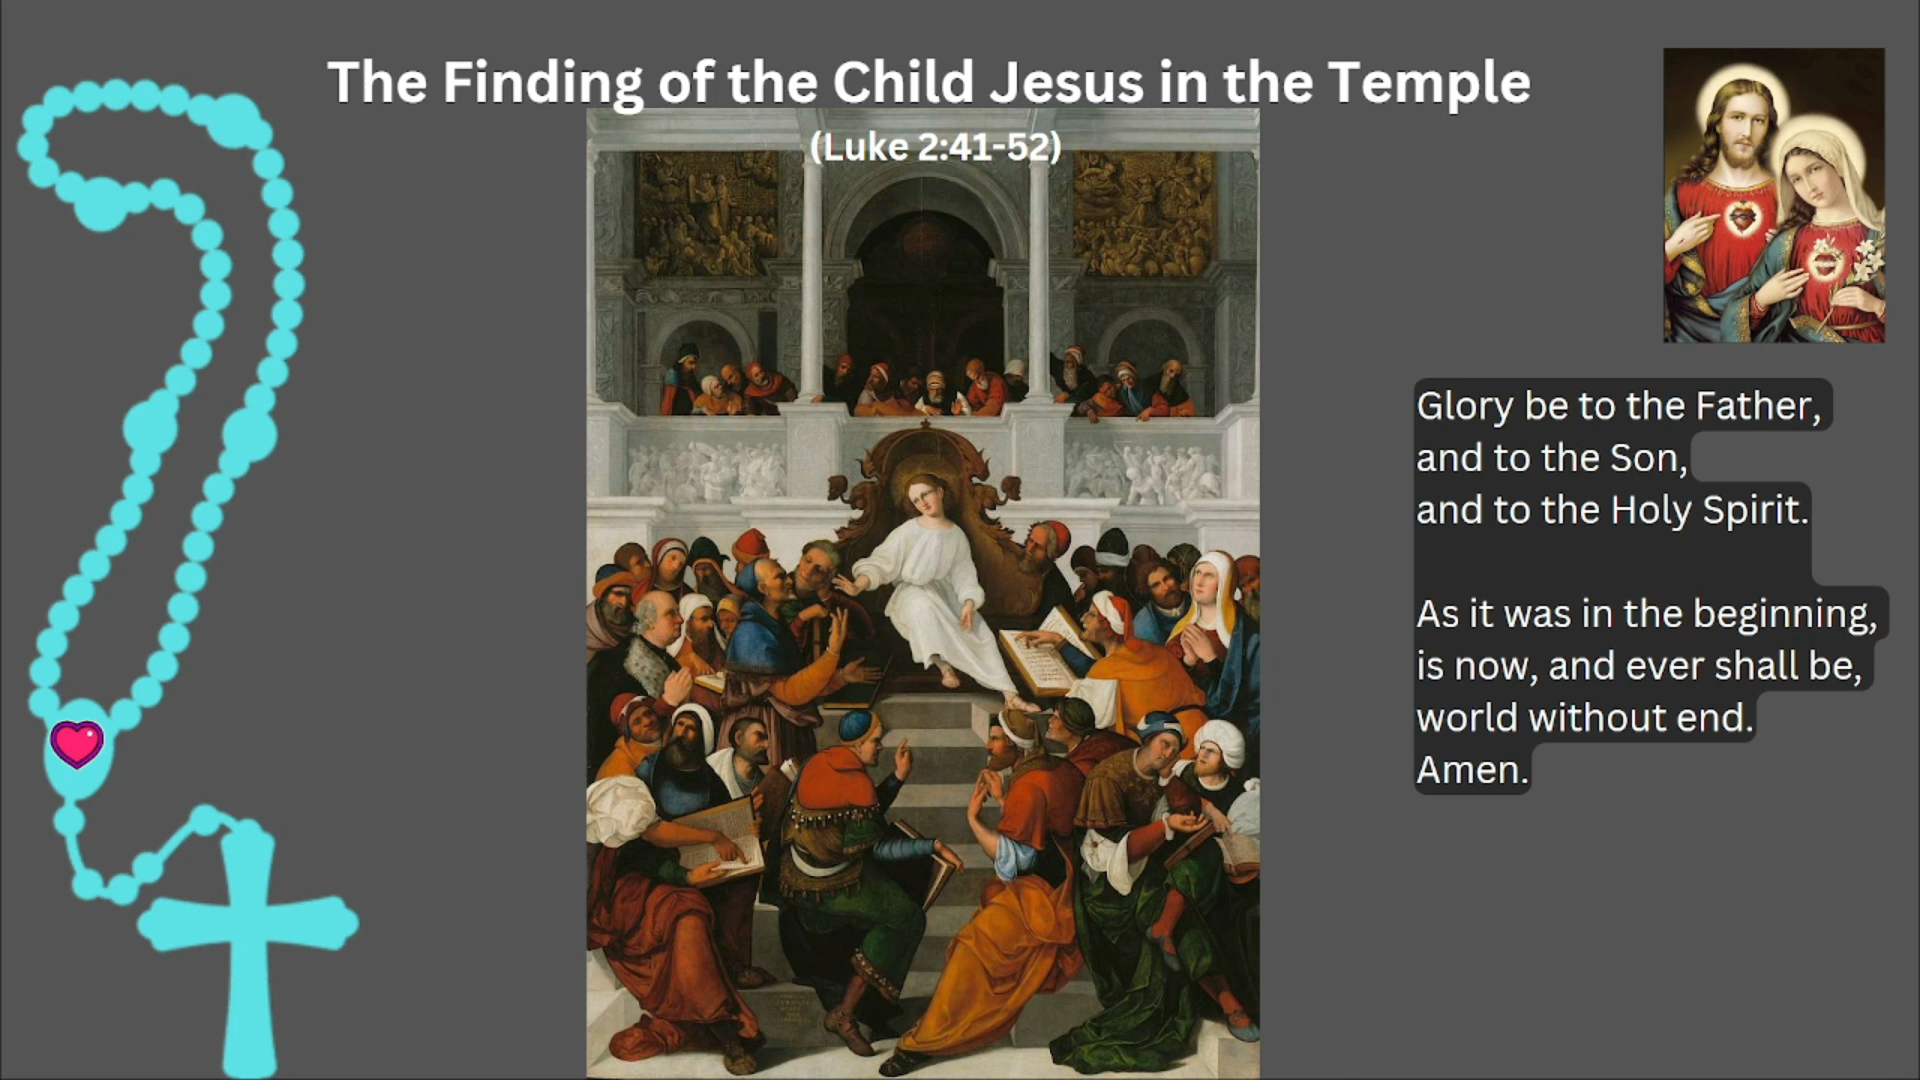 The Finding of the Child Jesus in the Temple
(Luke 2:41-52)
Glory be to the Father,
and to the Son,
and to the Holy Spirit.
As it was in the beginning,
is now, and ever shall be,
world without end.
Amen.